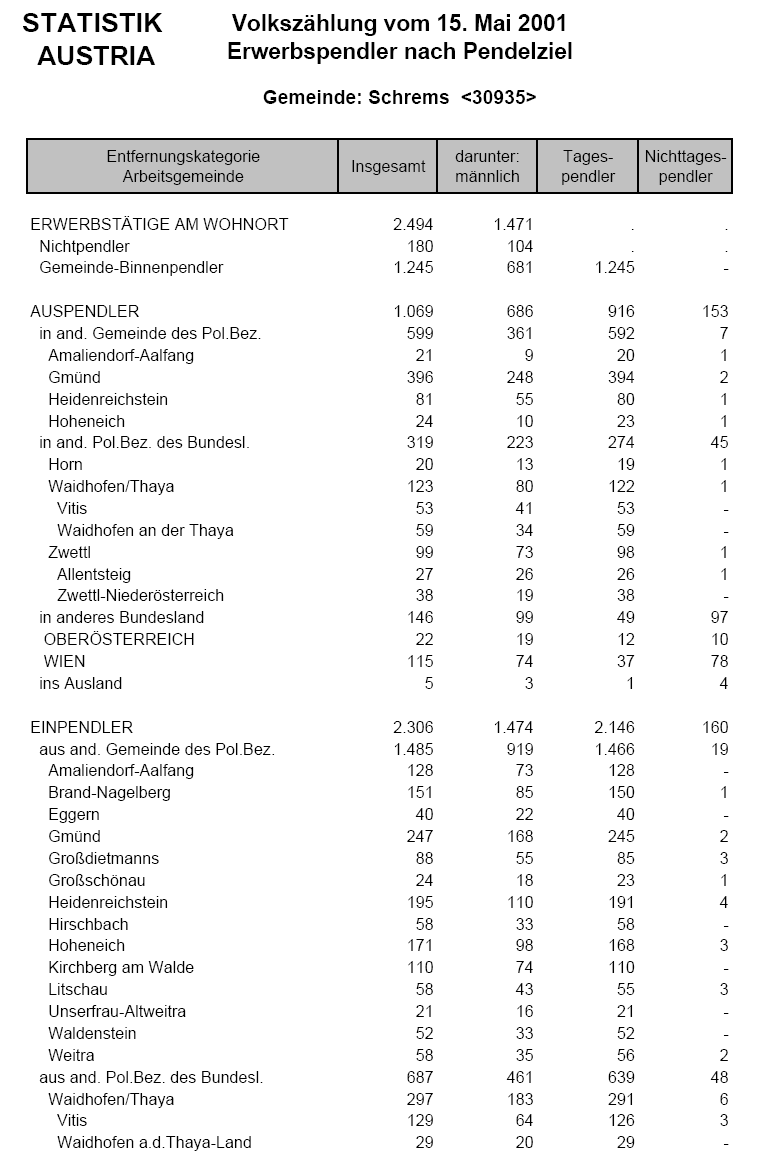 STATISTIK
AUSTRIA
Volkszählung vom 15. Mai 2001
Erwerbspendler nach Pendelziel
Gemeinde: Schrems <30935>
Entfernungskategorie Arbeitsgemeinde Insgesamt darunter: männlich Tages-pendler Nichttages-pendler
ERWERBSTÄTIGE AM WOHNORT 2.494 1.471 . .
Nichtpendler 180 104 . .
Gemeinde-Binnenpendler 1.245 681 1.245 -
AUSPENDLER 1.069 686 916 153
in and. Gemeinde des Pol.Bez. 599 361 592 7
Amaliendorf-Aalfang 21 9 20 1
Gmünd 396 248 394 2
Heidenreichstein 81 55 80 1
Hoheneich 24 10 23 1
in and. Pol.Bez. des Bundesl. 319 223 274 45
Horn 20 13 19 1
Waidhofen/Thaya 123 80 122 1
Vitis 53 41 53 -
Waidhofen an der Thaya 59 34 59 -
Zwettl 99 73 98 1
Allentsteig 27 26 26 1
Zwettl-Niederösterreich 38 19 38 -
in anderes Bundesland 146 99 49 97
OBERÖSTERREICH 22 19 12 10
WIEN 115 74 37 78
ins Ausland 5 3 1 4
EINPENDLER 2.306 1.474 2.146 160
aus and. Gemeinde des Pol.Bez. 1.485 919 1.466 19
Amaliendorf-Aalfang 128 73 128 -
Brand-Nagelberg 151 85 150 1
Eggern 40 22 40 -
Gmünd 247 168 245 2
Großdietmanns 88 55 85 3
Großschönau 24 18 23 1
Heidenreichstein 195 110 191 4
Hirschbach 58 33 58 -
Hoheneich 171 98 168 3
Kirchberg am Walde 110 74 110 -
Litschau 58 43 55 3
Unserfrau-Altweitra 21 16 21 -
Waldenstein 52 33 52 -
Weitra 58 35 56 2
aus and. Pol.Bez. des Bundesl. 687 461 639 48
Waidhofen/Thaya 297 183 291 6
Vitis 129 64 126 3
Waidhofen a.d.Thaya-Land 29 20 29 -